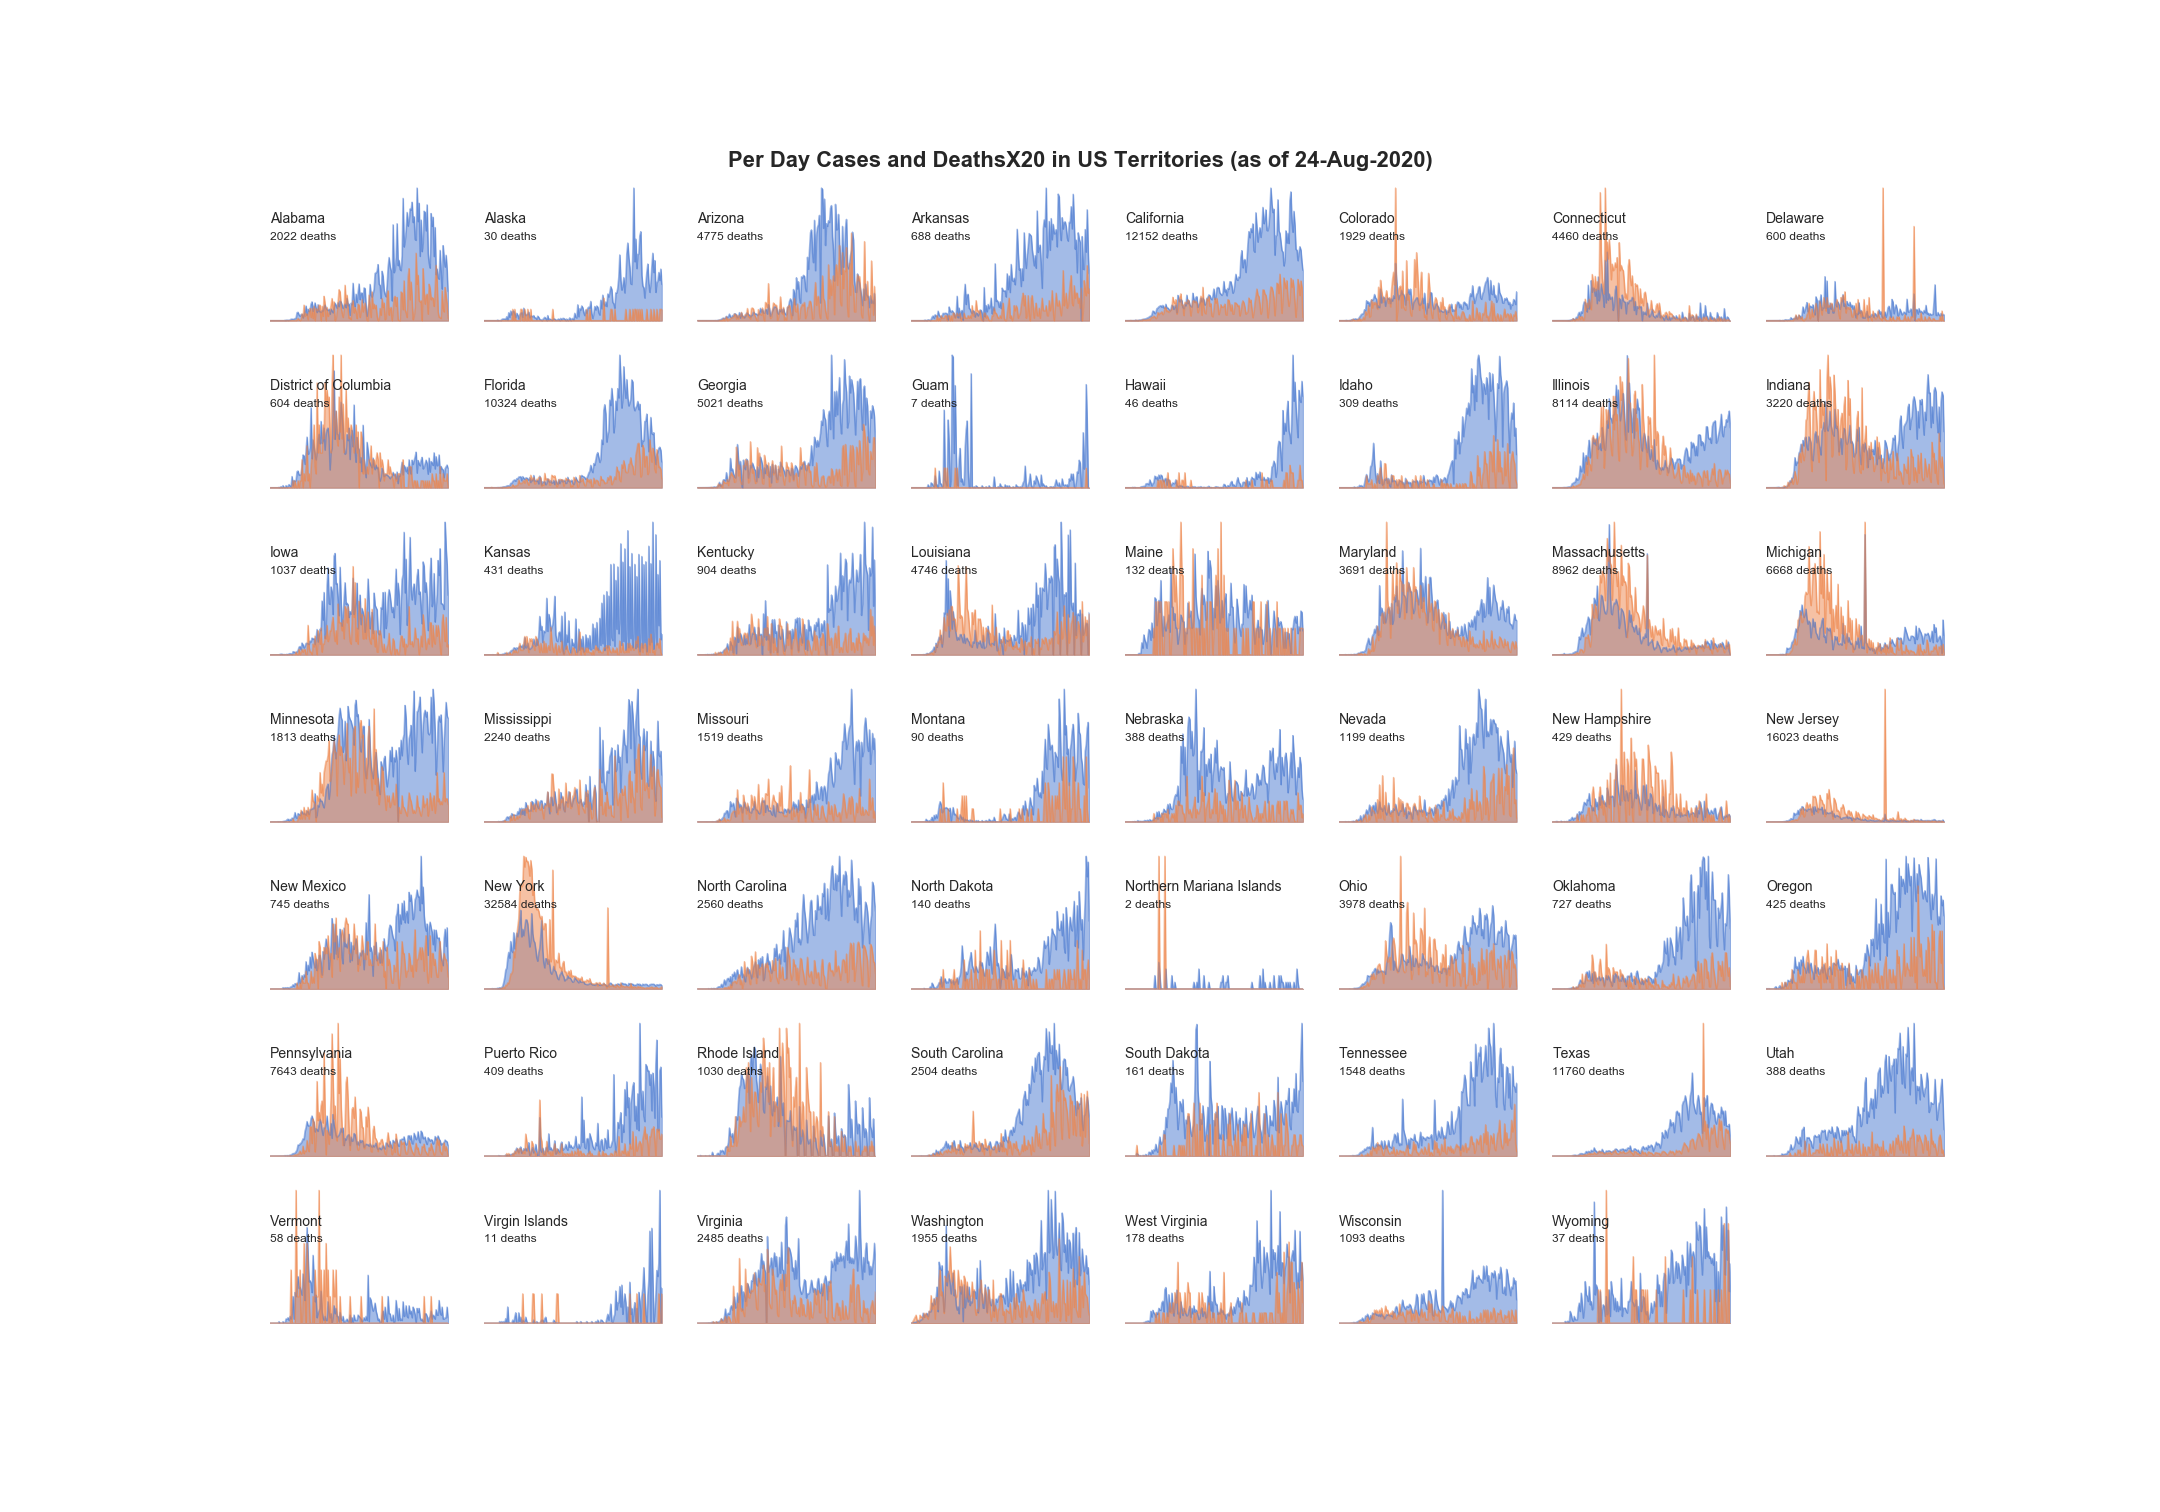 Per Day Cases and DeathsX20 in US Territories (as of 24-Aug-2020)
Alabama
2022 deaths
Alaska
30 deaths
Arizona
4775 deaths
Arkansas
688 deaths
California
12152 deaths
Colorado
1929 deaths
Connecticut
4460 deaths
Delaware
600 deaths
District of Columbia
604 deaths
Florida
10324 deaths
Georgia
5021 deaths
Guam
7 deaths
Hawaii
46 deaths
Idaho
309 deaths
Illinois
8114 deaths
Indiana
3220 deaths
Iowa
1037 deaths
Kansas
431 deaths
Kentucky
904 deaths
Louisiana
4746 deaths
Maine
132 deaths
Maryland
3691 deaths
Massachusetts
8962 deaths
Michigan
6668 deaths
Minnesota
1813 deaths
Mississippi
2240 deaths
Missouri
1519 deaths
Montana
90 deaths
Nebraska
388 deaths
Nevada
1199 deaths
New Hampshire
429 deaths
New Jersey
16023 deaths
New Mexico
745 deaths
New York
32584 deaths
North Carolina
2560 deaths
North Dakota
140 deaths
Northern Mariana Islands
2 deaths
Ohio
3978 deaths
Oklahoma
727 deaths
Oregon
425 deaths
Pennsylvania
7643 deaths
Puerto Rico
409 deaths
Rhode Island
1030 deaths
South Carolina
2504 deaths
South Dakota
161 deaths
Tennessee
1548 deaths
Texas
11760 deaths
Utah
388 deaths
Vermont
58 deaths
Virgin Islands
11 deaths
Virginia
2485 deaths
Washington
1955 deaths
West Virginia
178 deaths
Wisconsin
1093 deaths
Wyoming
37 deaths